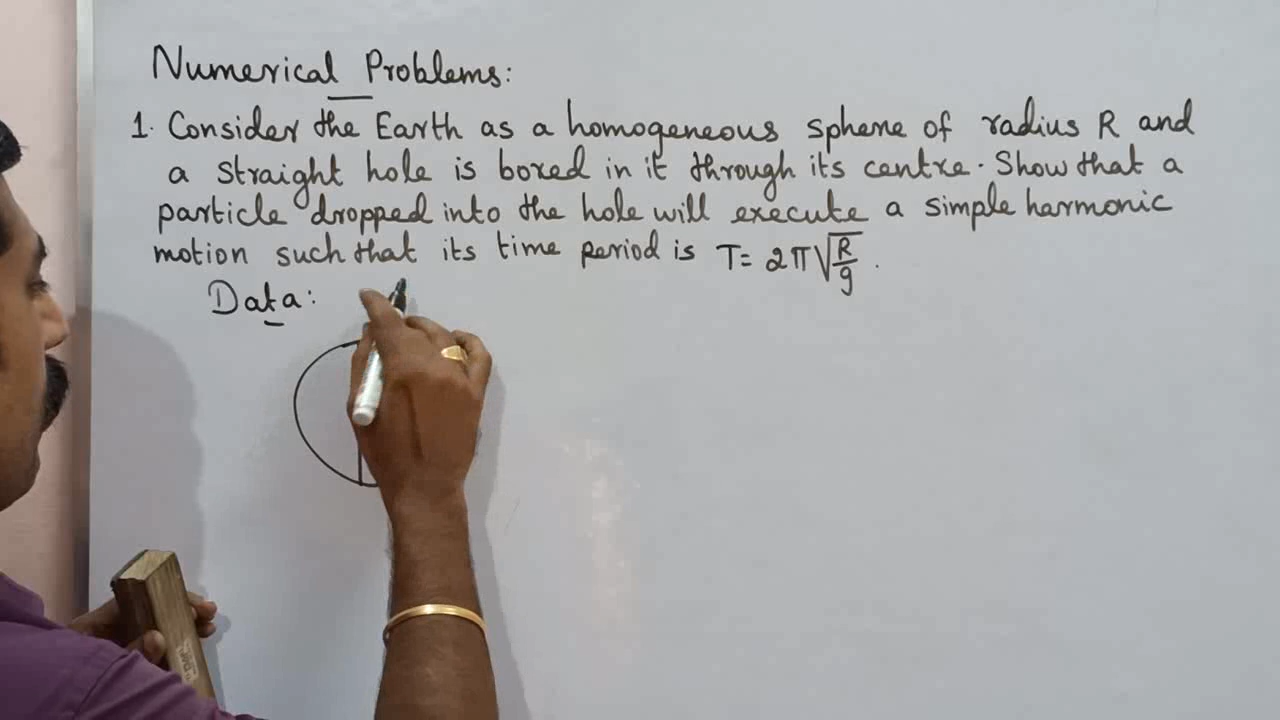 Numerical Problems:
1. Consider the Earth as a homogeneous sphere of radius R and
a straight hole is bored in it through its centre. Show that a
particle dropped into the hole will execute a simple harmonic
motion such that its time period is T= 2π√R/g .
Data: